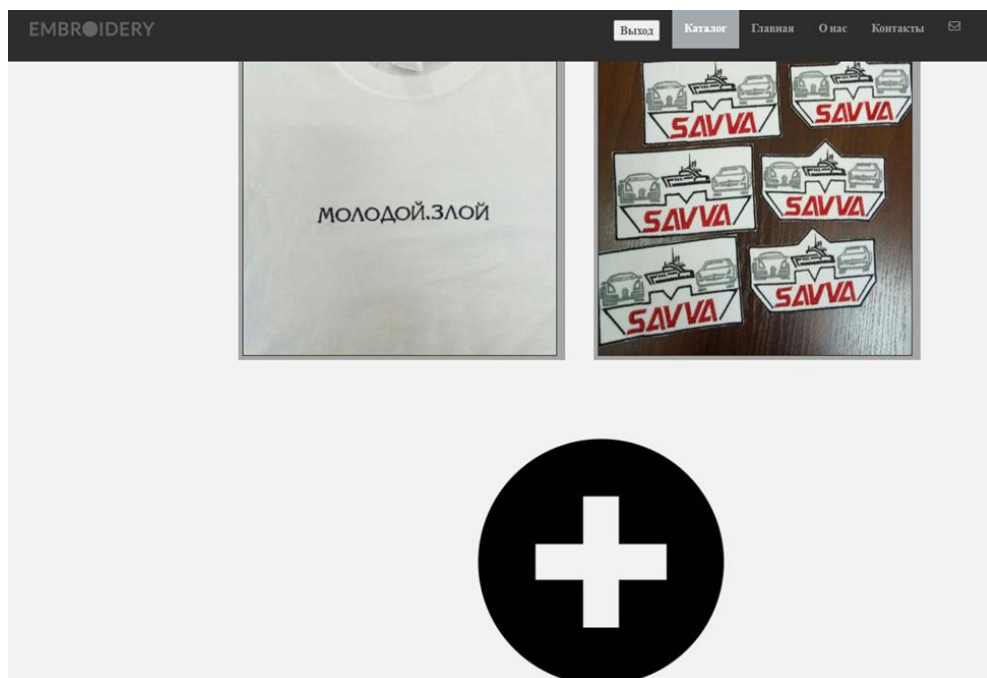 EMBROIDERY
Выход
Каталог
Главная
О нас
Контакты
МОЛОДОЙ.ЗЛОЙ
SAVVA
SAVVA
SAVVA
SAVVA
SAVVA
SAVVA